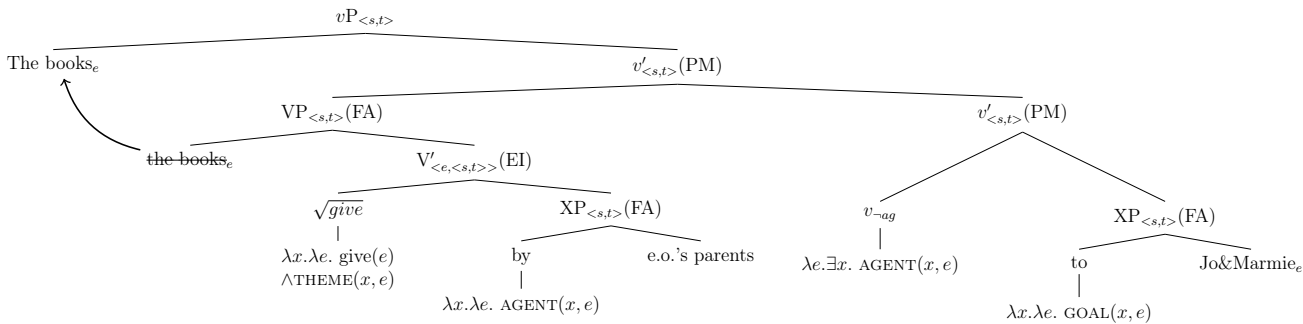 vP<s,t>
The books_e
v′<s,t>(PM)
VP<s,t>(FA)
v′<s,t>(PM)
the books_e
V′<e,<s,t>>(EI)
√give
XP<s,t>(FA)
v¬ag
XP<s,t>(FA)
λx.λe. give(e)
∧THEME(x, e)
by
e.o.'s parents
λe.∃x. AGENT(x, e)
to
Jo&Marmie_e
λx.λe. AGENT(x, e)
λx.λe. GOAL(x, e)